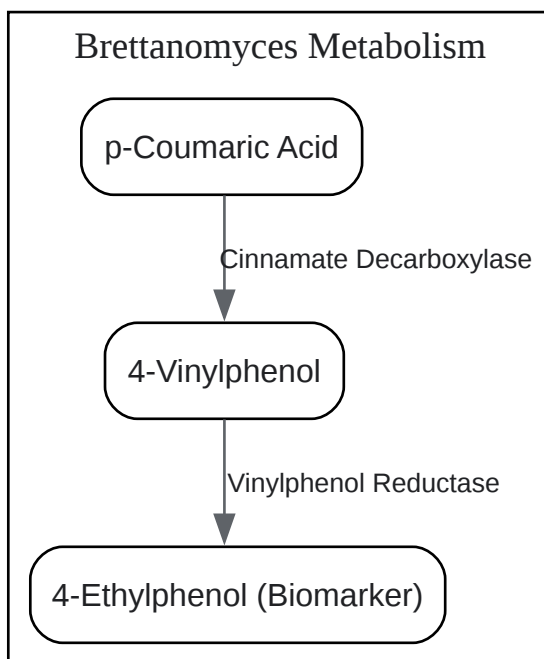 Brettanomyces Metabolism
p-Coumaric Acid
Cinnamate Decarboxylase
4-Vinylphenol
Vinylphenol Reductase
4-Ethylphenol (Biomarker)